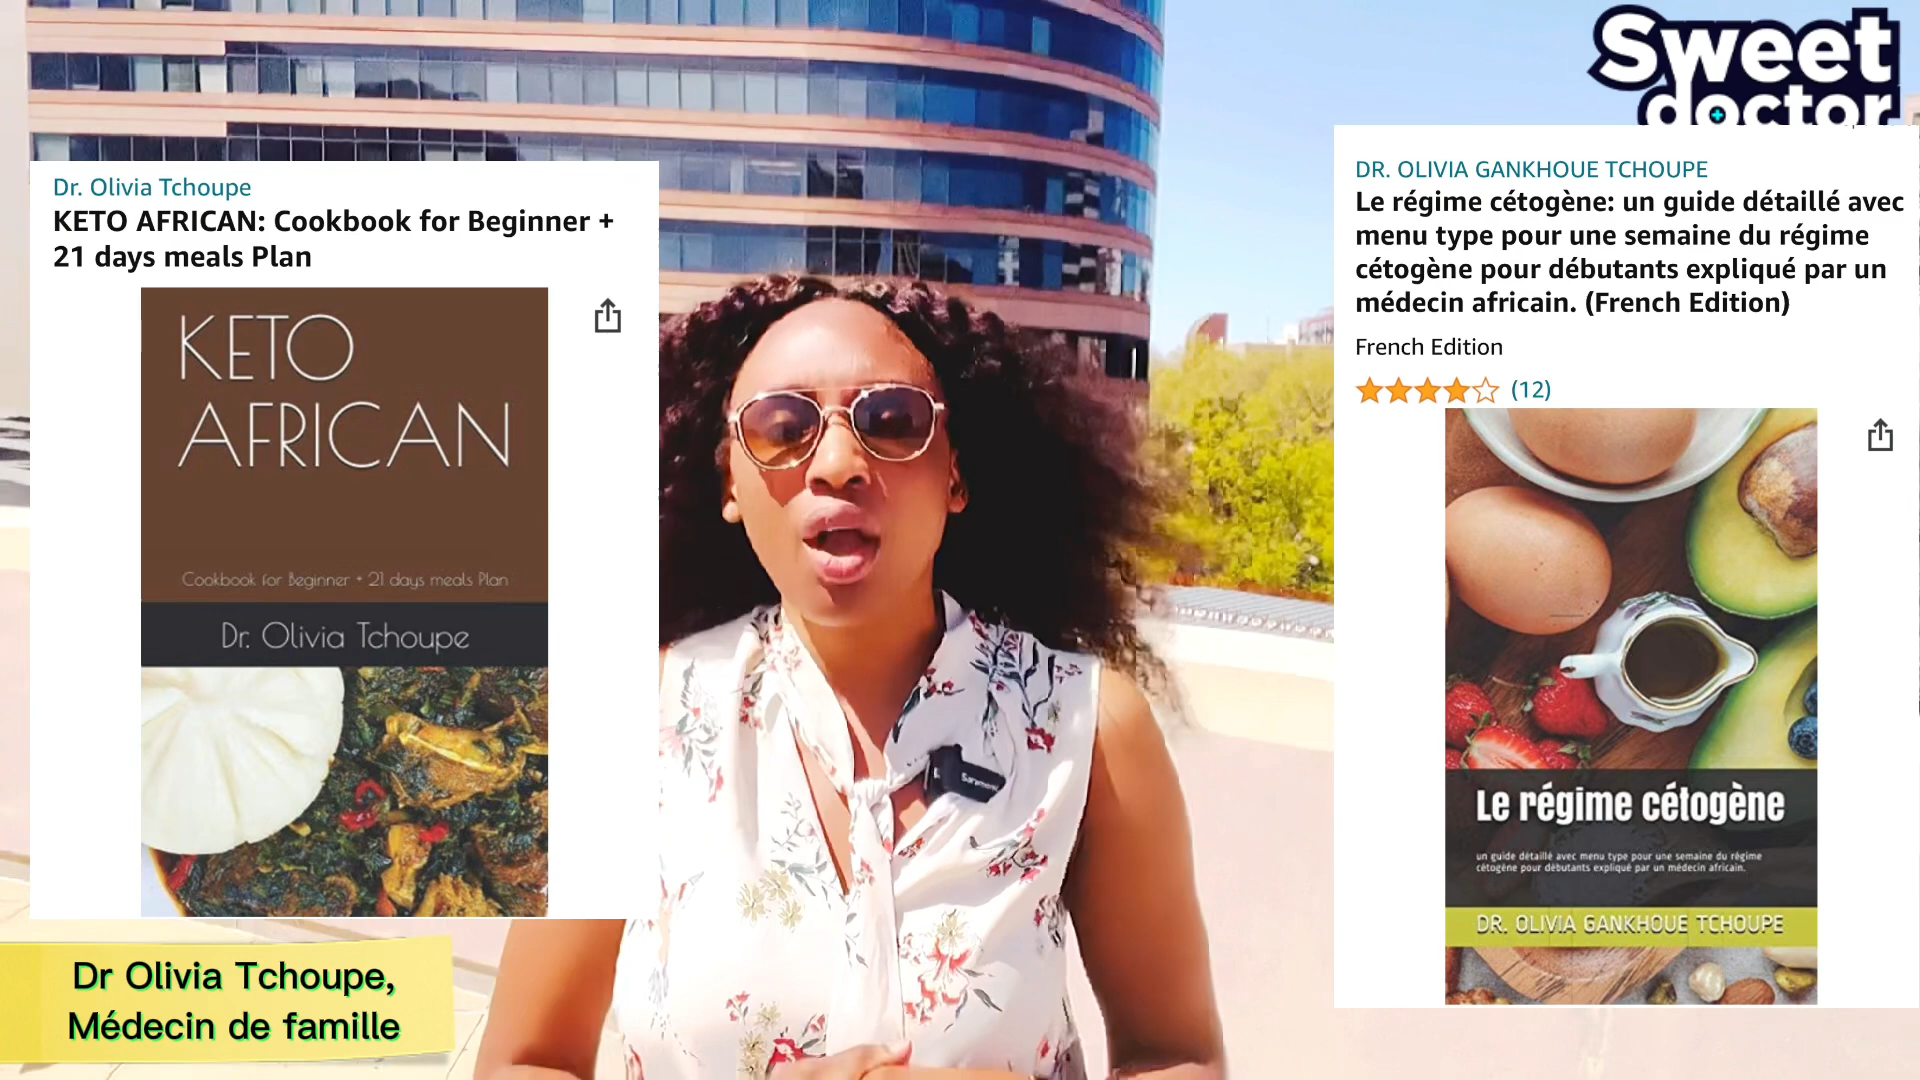 Sweet
doctor
Dr. Olivia Tchoupe
KETO AFRICAN: Cookbook for Beginner +
21 days meals Plan
KETO
AFRICAN
Cookbook for Beginner + 21 days meals Plan
Dr. Olivia Tchoupe
DR. OLIVIA GANKHOUE TCHOUPE
Le régime cétogène: un guide détaillé avec
menu type pour une semaine du régime
cétogène pour débutants expliqué par un
médecin africain. (French Edition)
French Edition
(12)
Le régime cétogène
un guide détaillé avec menu type pour une semaine du régime
cétogène pour débutants expliqué par un médecin africain.
DR. OLIVIA GANKHOUE TCHOUPE
Saramonic
Dr Olivia Tchoupe,
Médecin de famille